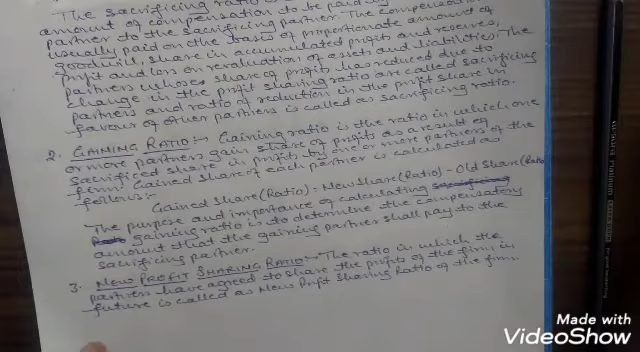 The sacrificing ratio is
amount of compensation to be paid by
partner to the sacrificing partner. The compensation
usually paid on the basis of proportionate amount of
goodwill, share in accumulated profits and reserves,
profit and loss on revaluation of assets and liabilities. The
partners whose share of profits has reduced due to
change in the profit sharing ratio are called sacrificing
partners and ratio of reduction in the profit share in
favour of other partners is called as sacrificing ratio.
2. GAINING RATIO:- Gaining ratio is the ratio in which one
or more partners gain share of profits as a result of
sacrificed share in profits by one or more partners of the
firm. Gained share of each partner is calculated as
follows:-
Gained Share (Ratio) = New Share (Ratio) - Old Share (Ratio
The purpose and importance of calculating
gaining ratio is to determine the compensatory
amount that the gaining partner shall pay to the
sacrificing partner.
3. NEW PROFIT SHARING RATIO:- The ratio in which the
partners have agreed to share the profits of the firm in
future is called as New Profit Sharing Ratio of the firm.
Made with
VideoShow